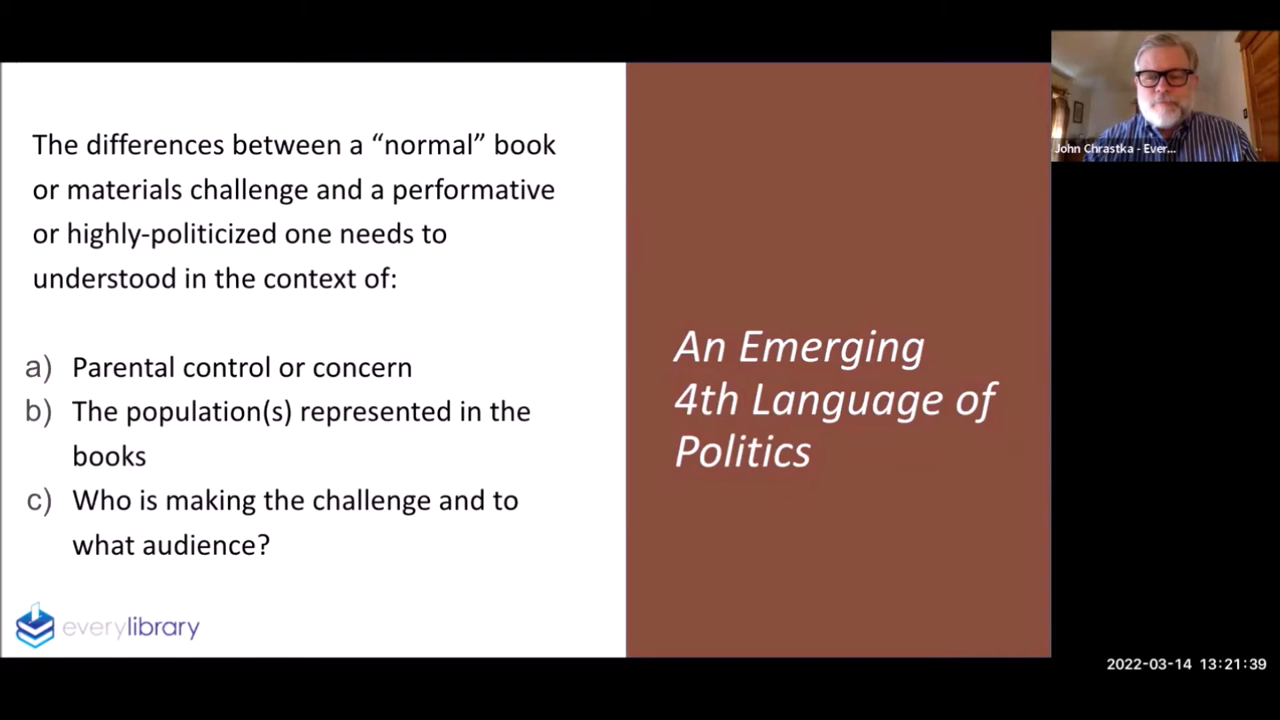 The differences between a “normal” book
or materials challenge and a performative
or highly-politicized one needs to
understood in the context of:
a) Parental control or concern
b) The population(s) represented in the
books
c) Who is making the challenge and to
what audience?
everylibrary
An Emerging
4th Language of
Politics
John Chrastka - Ever...
2022-03-14 13:21:39